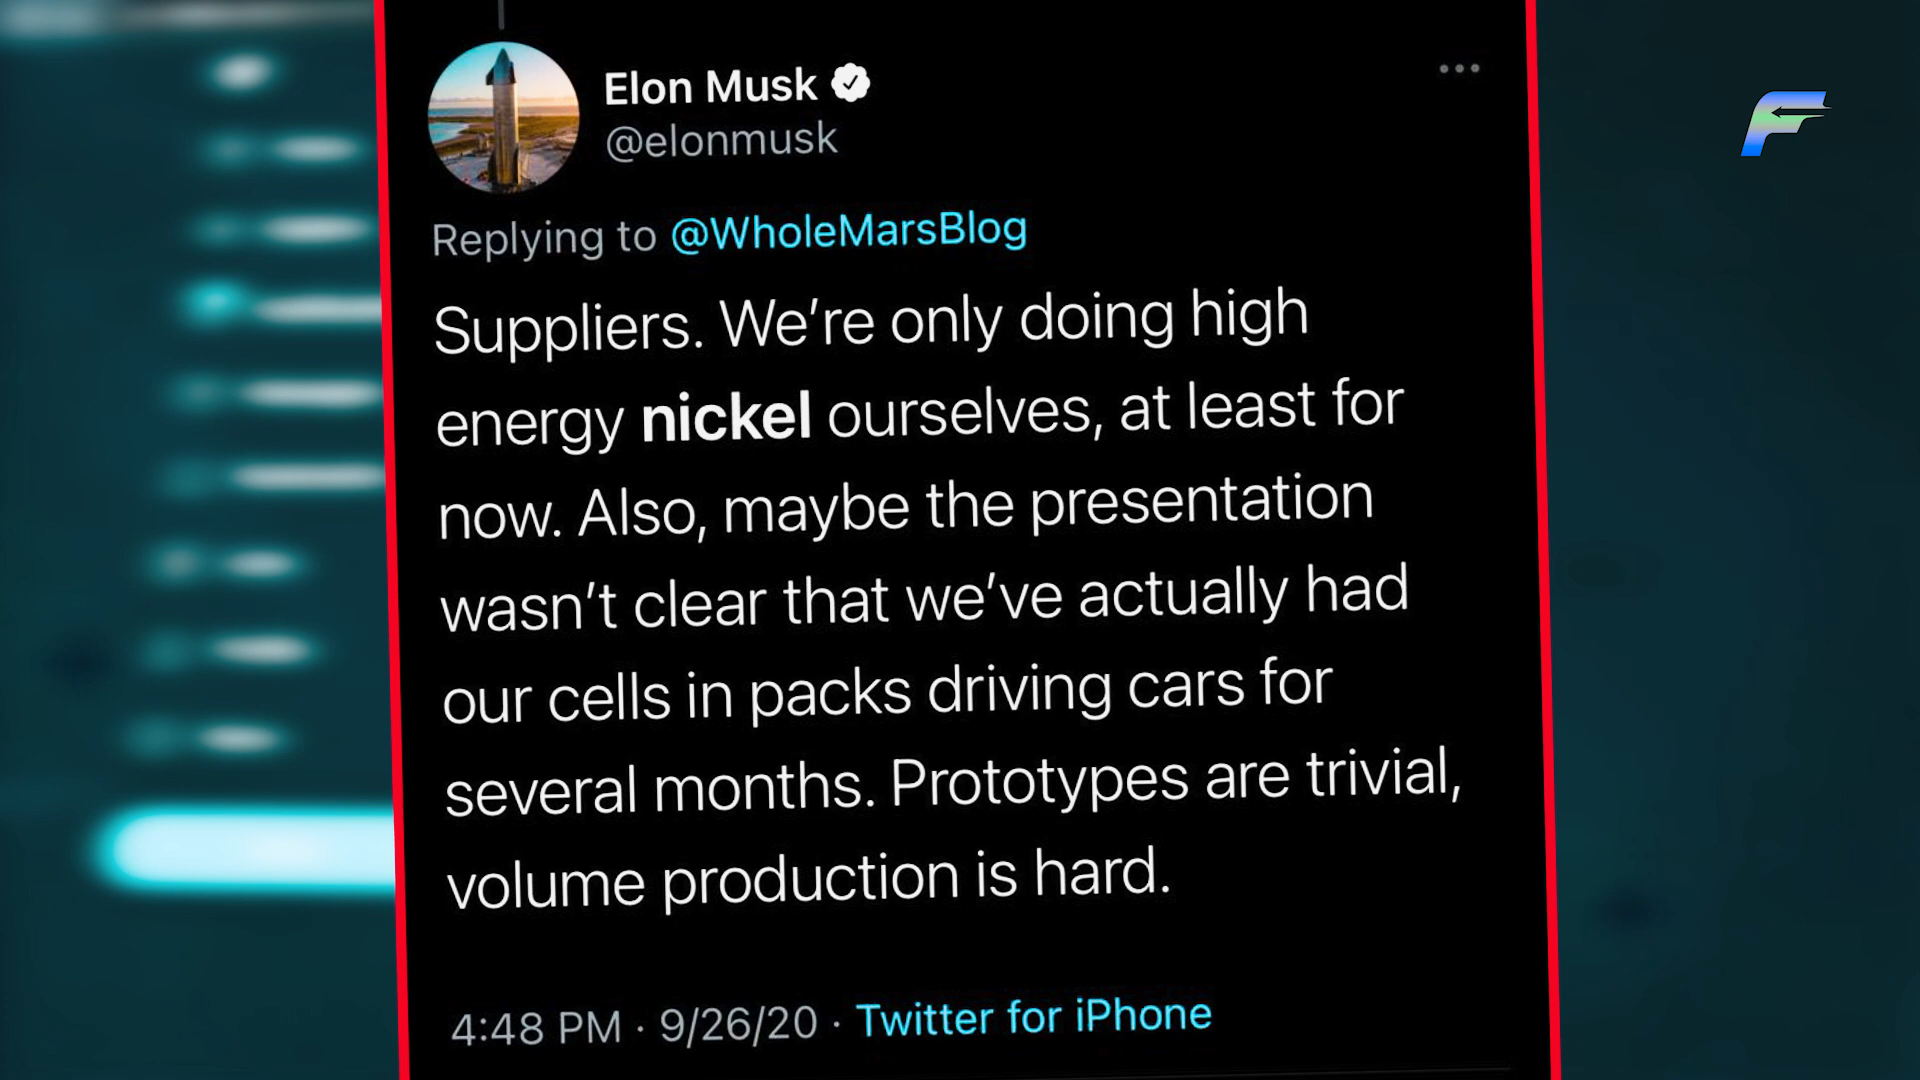 Elon Musk
@elonmusk
Replying to @WholeMarsBlog
Suppliers. We’re only doing high
energy nickel ourselves, at least for
now. Also, maybe the presentation
wasn’t clear that we’ve actually had
our cells in packs driving cars for
several months. Prototypes are trivial,
volume production is hard.
4:48 PM · 9/26/20 · Twitter for iPhone